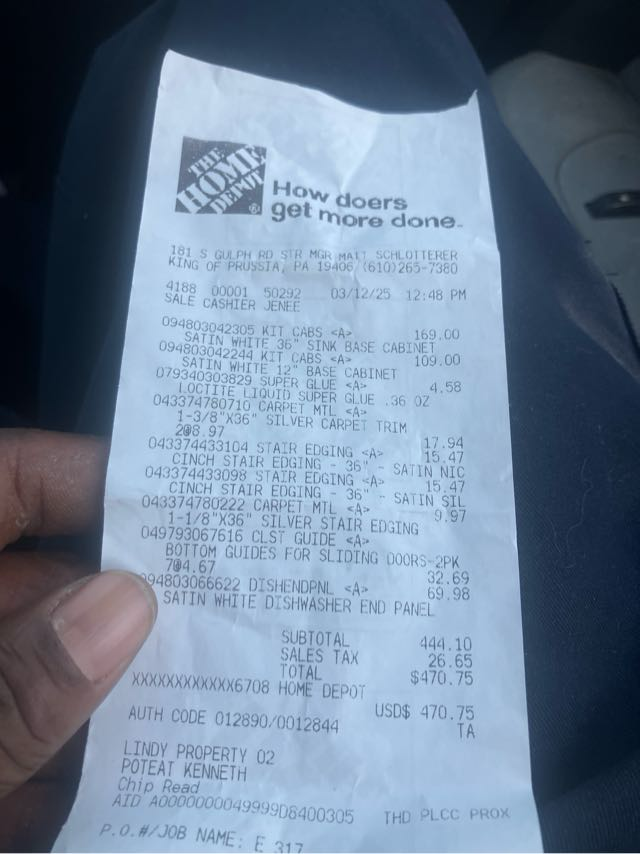 THE
HOME
DEPOT
How doers
get more done.
181 S GULPH RD STR MGR MATT SCHLOTTERER
KING OF PRUSSIA, PA 19406 (610)265-7380
4188 00001 50292 03/12/25 12:48 PM
SALE CASHIER JENEE
094803042305 KIT CABS <A> 169.00
SATIN WHITE 36" SINK BASE CABINET
094803042244 KIT CABS <A> 109.00
SATIN WHITE 12" BASE CABINET
079340303829 SUPER GLUE <A> 4.58
LOCTITE LIQUID SUPER GLUE .36 OZ
043374780710 CARPET MTL <A>
1-3/8"X36" SILVER CARPET TRIM
2@8.97 17.94
043374433104 STAIR EDGING <A> 15.47
CINCH STAIR EDGING - 36" - SATIN NIC
043374433098 STAIR EDGING <A> 15.47
CINCH STAIR EDGING - 36" - SATIN SIL
043374780222 CARPET MTL <A> 9.97
1-1/8"X36" SILVER STAIR EDGING
049793067616 CLST GUIDE <A>
BOTTOM GUIDES FOR SLIDING DOORS-2PK
7@4.67 32.69
094803066622 DISHENDPNL <A> 69.98
SATIN WHITE DISHWASHER END PANEL
SUBTOTAL 444.10
SALES TAX 26.65
TOTAL $470.75
XXXXXXXXXXXX6708 HOME DEPOT
USD$ 470.75
AUTH CODE 012890/0012844 TA
LINDY PROPERTY 02
POTEAT KENNETH
Chip Read
AID A0000000049999D8400305 THD PLCC PROX
P.O.#/JOB NAME: E 317